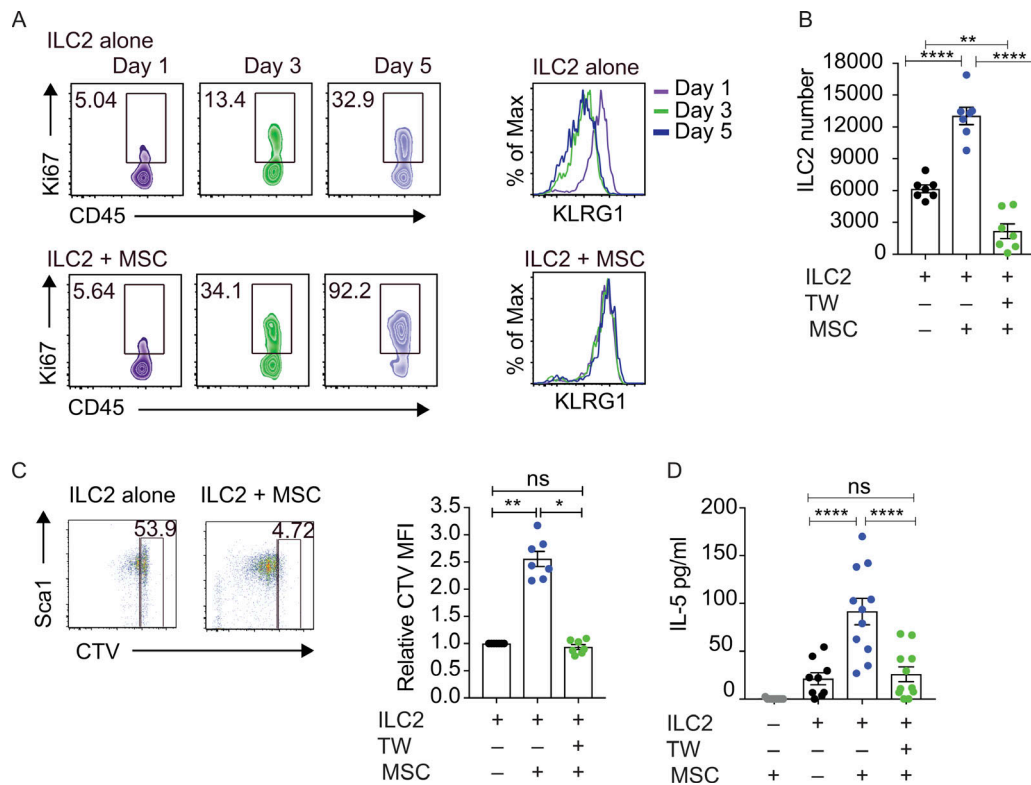 A
ILC2 alone
Day 1 Day 3 Day 5
5.04 13.4 32.9
Ki67
CD45
ILC2 alone
Day 1
Day 3
Day 5
% of Max
KLRG1
ILC2 + MSC
5.64 34.1 92.2
Ki67
CD45
ILC2 + MSC
% of Max
KLRG1
B
**
**** ****
18000
15000
12000
9000
6000
3000
0
ILC2 number
ILC2 + + +
TW – – +
MSC – + +
C
ILC2 alone ILC2 + MSC
53.9 4.72
Sca1
CTV
ns
** *
3.5
3.0
2.5
2.0
1.5
1.0
0.5
0.0
Relative CTV MFI
ILC2 + + +
TW – – +
MSC – + +
D
ns
**** ****
200
150
100
50
0
IL-5 pg/ml
ILC2 – + + +
TW – – – +
MSC + – + +